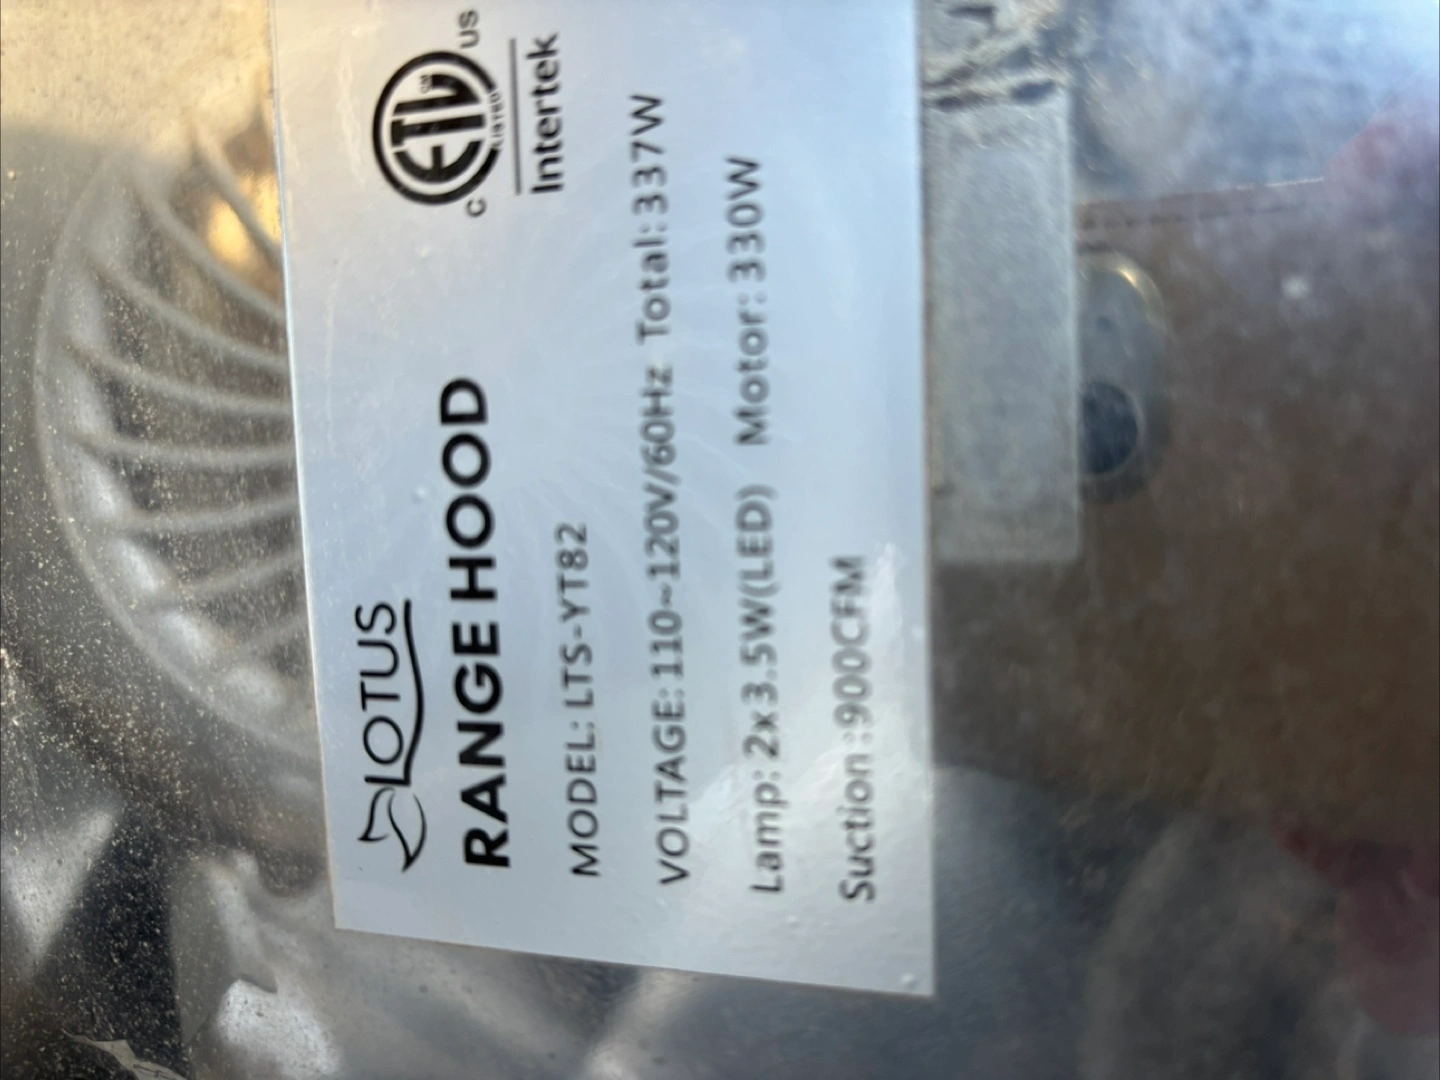 LOTUS
RANGE HOOD
MODEL: LTS-YT82
VOLTAGE:110~120V/60Hz Total:337W
Lamp: 2x3.5W(LED) Motor:330W
Suction :900CFM
C ETL CM US
LISTED
Intertek